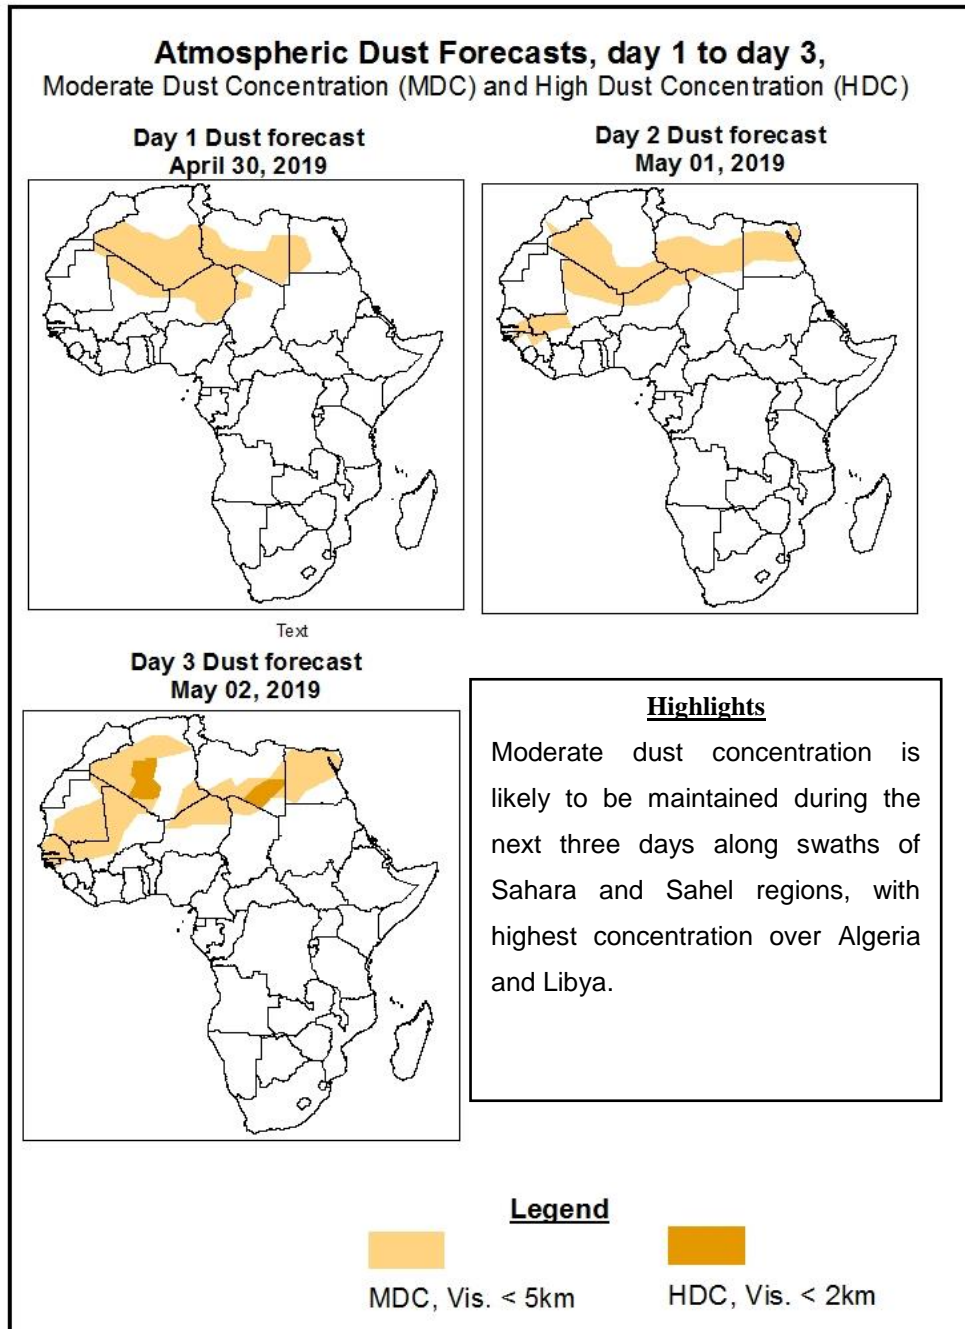 Atmospheric Dust Forecasts, day 1 to day 3,
Moderate Dust Concentration (MDC) and High Dust Concentration (HDC)
Day 1 Dust forecast
April 30, 2019
Day 2 Dust forecast
May 01, 2019
Text
Day 3 Dust forecast
May 02, 2019
Highlights
Moderate dust concentration is
likely to be maintained during the
next three days along swaths of
Sahara and Sahel regions, with
highest concentration over Algeria
and Libya.
Legend
MDC, Vis. < 5km
HDC, Vis. < 2km